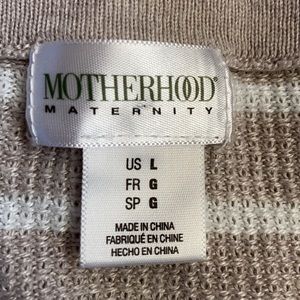 MOTHERHOOD®
MATERNITY
US L
FR G
SP G
MADE IN CHINA
FABRIQUÉ EN CHINE
HECHO EN CHINA